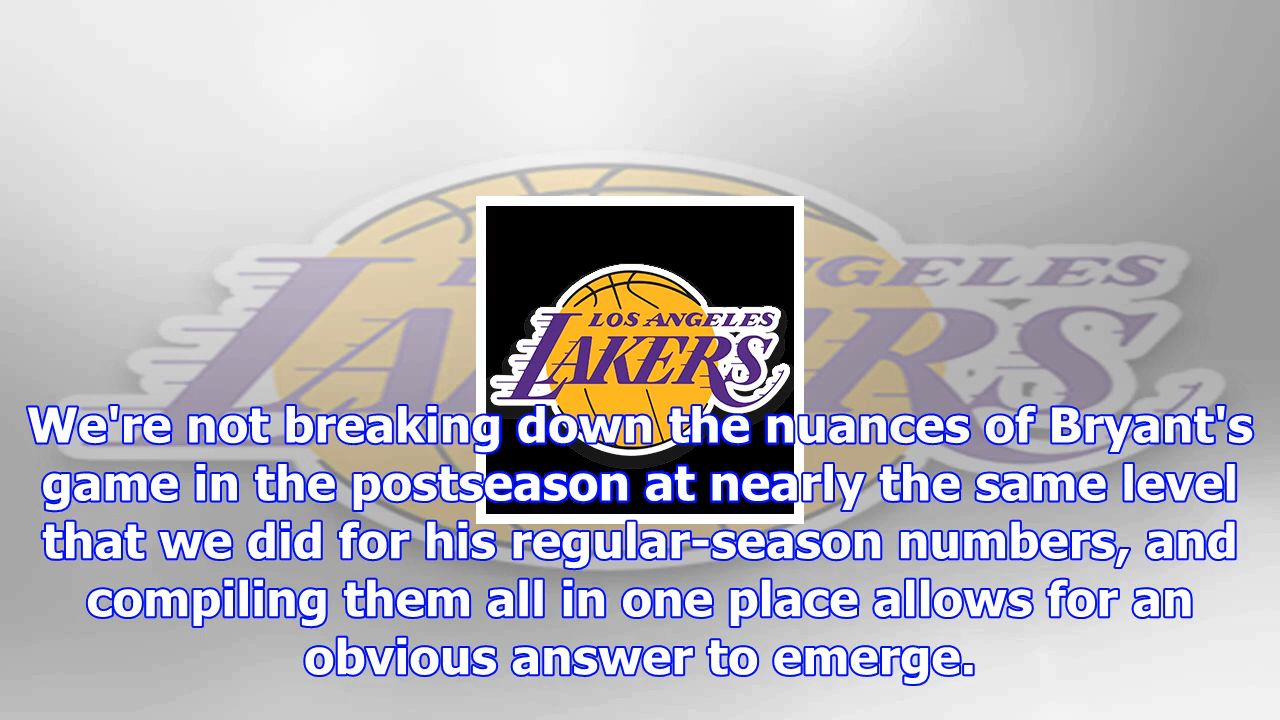 LOS ANGELES
LAKERS
We're not breaking down the nuances of Bryant's
game in the postseason at nearly the same level
that we did for his regular-season numbers, and
compiling them all in one place allows for an
obvious answer to emerge.